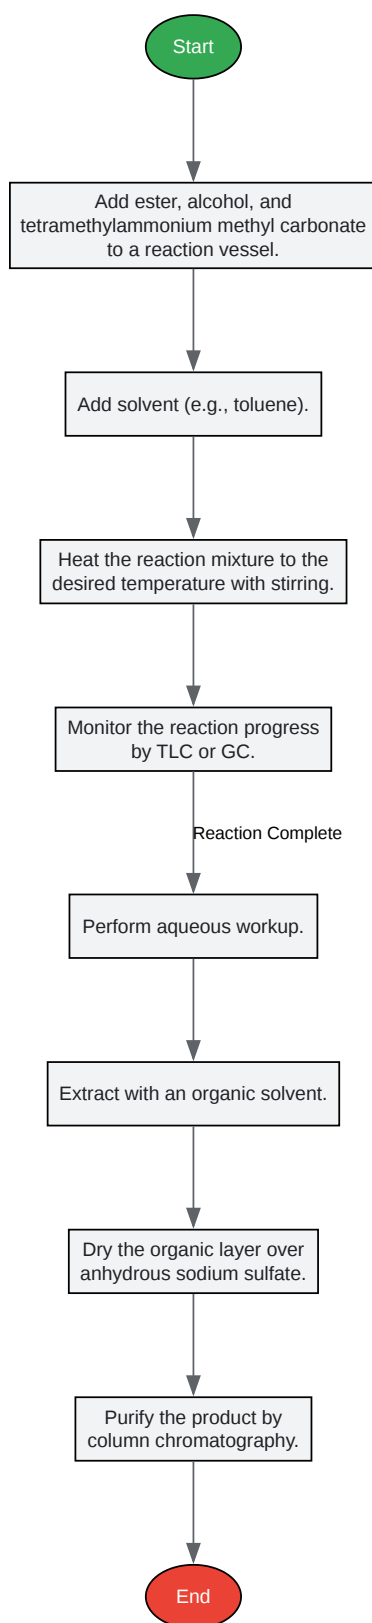 Start
Add ester, alcohol, and
tetramethylammonium methyl carbonate
to a reaction vessel.
Add solvent (e.g., toluene).
Heat the reaction mixture to the
desired temperature with stirring.
Monitor the reaction progress
by TLC or GC.
Reaction Complete
Perform aqueous workup.
Extract with an organic solvent.
Dry the organic layer over
anhydrous sodium sulfate.
Purify the product by
column chromatography.
End